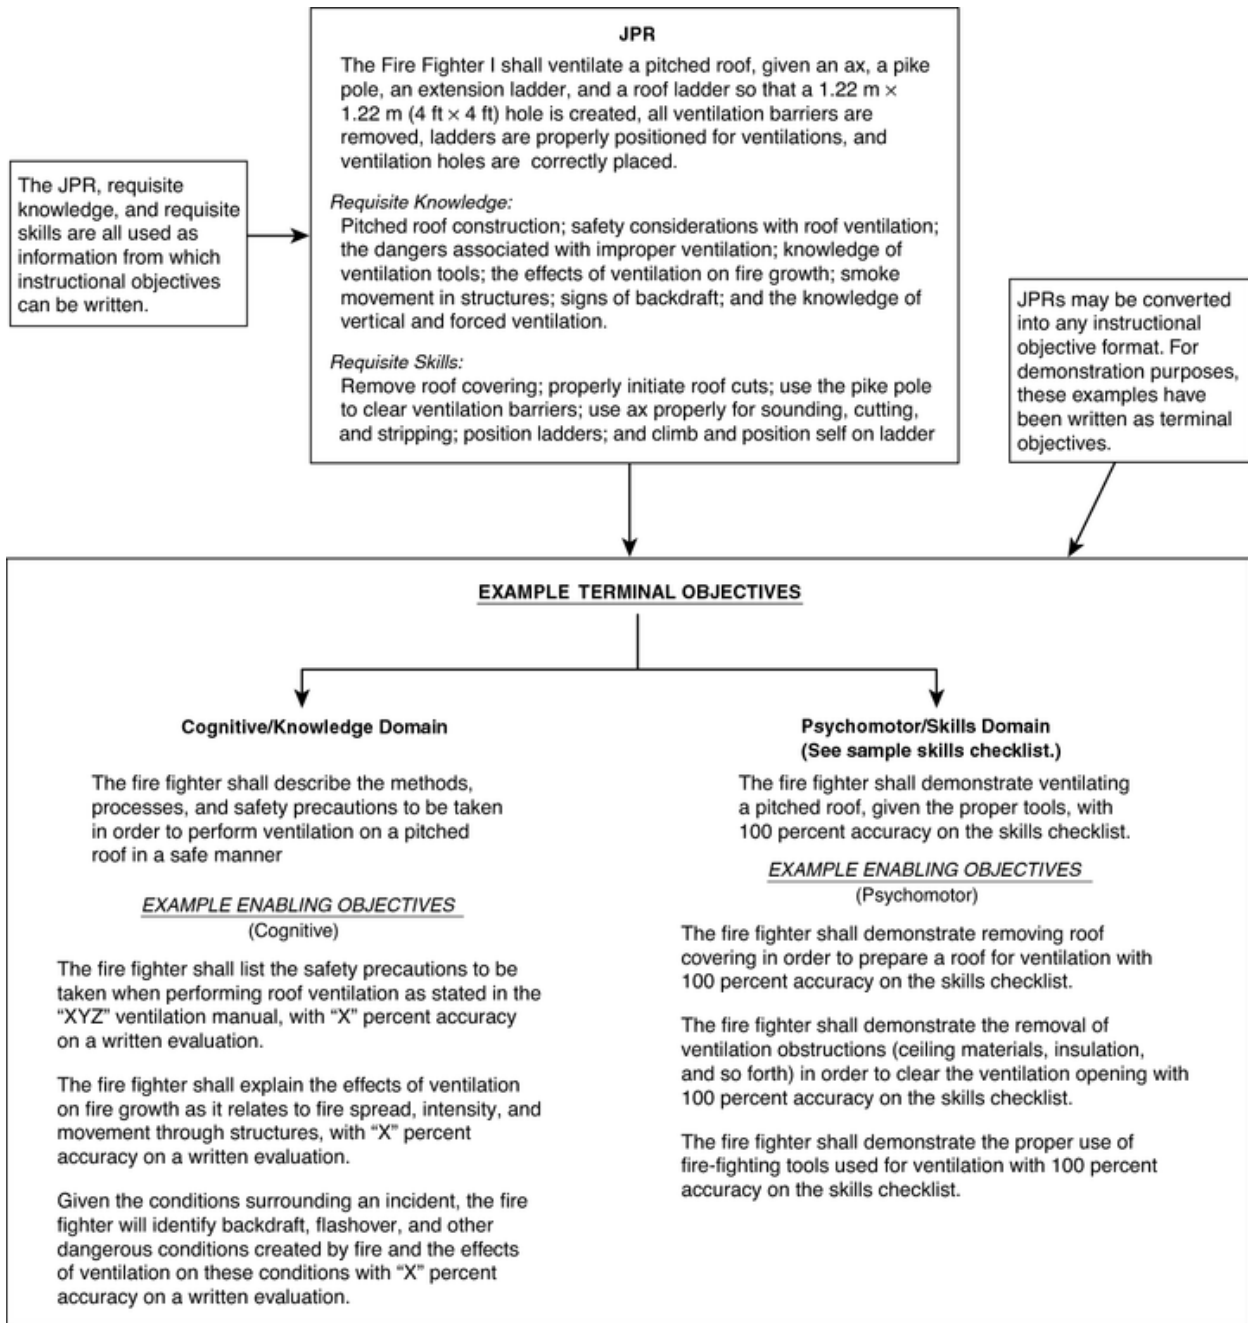 JPR
The Fire Fighter I shall ventilate a pitched roof, given an ax, a pike
pole, an extension ladder, and a roof ladder so that a 1.22 m ×
1.22 m (4 ft × 4 ft) hole is created, all ventilation barriers are
removed, ladders are properly positioned for ventilations, and
ventilation holes are correctly placed.
Requisite Knowledge:
Pitched roof construction; safety considerations with roof ventilation;
the dangers associated with improper ventilation; knowledge of
ventilation tools; the effects of ventilation on fire growth; smoke
movement in structures; signs of backdraft; and the knowledge of
vertical and forced ventilation.
Requisite Skills:
Remove roof covering; properly initiate roof cuts; use the pike pole
to clear ventilation barriers; use ax properly for sounding, cutting,
and stripping; position ladders; and climb and position self on ladder
The JPR, requisite
knowledge, and requisite
skills are all used as
information from which
instructional objectives
can be written.
JPRs may be converted
into any instructional
objective format. For
demonstration purposes,
these examples have
been written as terminal
objectives.
EXAMPLE TERMINAL OBJECTIVES
Cognitive/Knowledge Domain
The fire fighter shall describe the methods,
processes, and safety precautions to be taken
in order to perform ventilation on a pitched
roof in a safe manner
EXAMPLE ENABLING OBJECTIVES
(Cognitive)
The fire fighter shall list the safety precautions to be
taken when performing roof ventilation as stated in the
“XYZ” ventilation manual, with “X” percent accuracy
on a written evaluation.
The fire fighter shall explain the effects of ventilation
on fire growth as it relates to fire spread, intensity, and
movement through structures, with “X” percent
accuracy on a written evaluation.
Given the conditions surrounding an incident, the fire
fighter will identify backdraft, flashover, and other
dangerous conditions created by fire and the effects
of ventilation on these conditions with “X” percent
accuracy on a written evaluation.
Psychomotor/Skills Domain
(See sample skills checklist.)
The fire fighter shall demonstrate ventilating
a pitched roof, given the proper tools, with
100 percent accuracy on the skills checklist.
EXAMPLE ENABLING OBJECTIVES
(Psychomotor)
The fire fighter shall demonstrate removing roof
covering in order to prepare a roof for ventilation with
100 percent accuracy on the skills checklist.
The fire fighter shall demonstrate the removal of
ventilation obstructions (ceiling materials, insulation,
and so forth) in order to clear the ventilation opening with
100 percent accuracy on the skills checklist.
The fire fighter shall demonstrate the proper use of
fire-fighting tools used for ventilation with 100 percent
accuracy on the skills checklist.